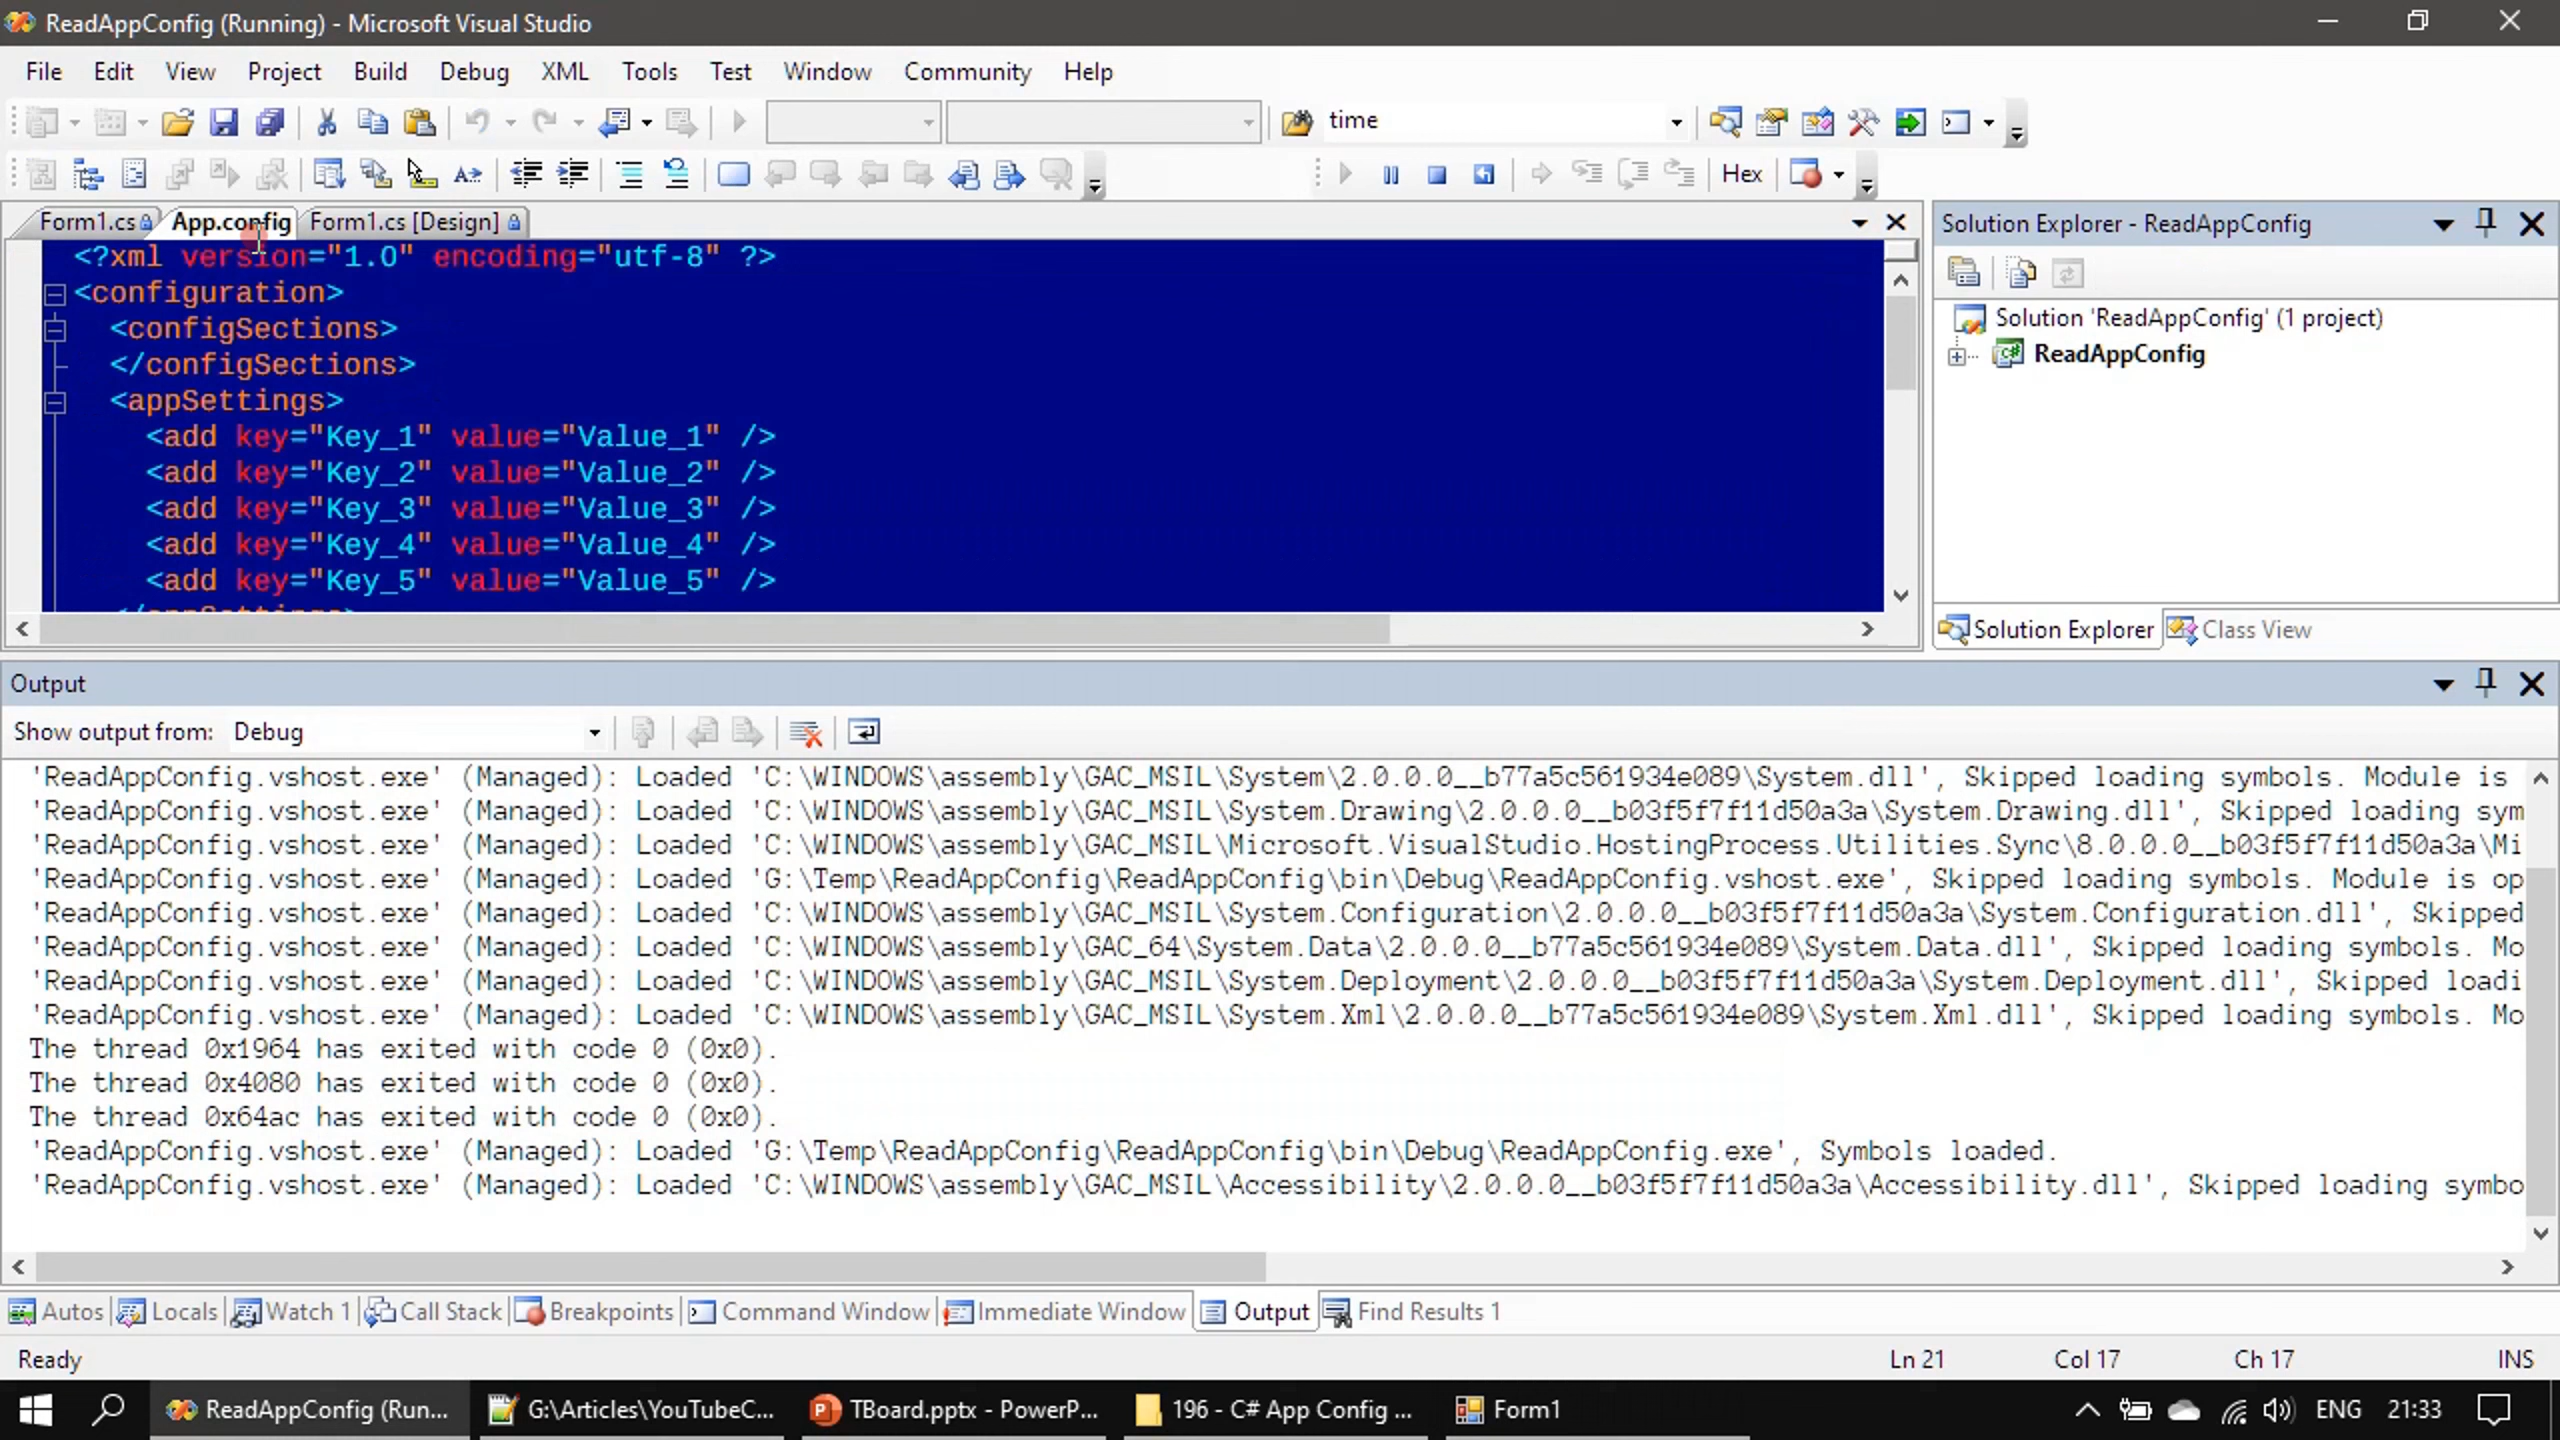 ReadAppConfig (Running) - Microsoft Visual Studio
File Edit View Project Build Debug XML Tools Test Window Community Help
time
Hex
Form1.cs App.config Form1.cs [Design]
<?xml version="1.0" encoding="utf-8" ?>
<configuration>
<configSections>
</configSections>
<appSettings>
<add key="Key_1" value="Value_1" />
<add key="Key_2" value="Value_2" />
<add key="Key_3" value="Value_3" />
<add key="Key_4" value="Value_4" />
<add key="Key_5" value="Value_5" />
</appSettings>
Solution Explorer - ReadAppConfig
Solution 'ReadAppConfig' (1 project)
ReadAppConfig
Solution Explorer Class View
Output
Show output from: Debug
'ReadAppConfig.vshost.exe' (Managed): Loaded 'C:\WINDOWS\assembly\GAC_MSIL\System\2.0.0.0__b77a5c561934e089\System.dll', Skipped loading symbols. Module is
'ReadAppConfig.vshost.exe' (Managed): Loaded 'C:\WINDOWS\assembly\GAC_MSIL\System.Drawing\2.0.0.0__b03f5f7f11d50a3a\System.Drawing.dll', Skipped loading sym
'ReadAppConfig.vshost.exe' (Managed): Loaded 'C:\WINDOWS\assembly\GAC_MSIL\Microsoft.VisualStudio.HostingProcess.Utilities.Sync\8.0.0.0__b03f5f7f11d50a3a\Mi
'ReadAppConfig.vshost.exe' (Managed): Loaded 'G:\Temp\ReadAppConfig\ReadAppConfig\bin\Debug\ReadAppConfig.vshost.exe', Skipped loading symbols. Module is op
'ReadAppConfig.vshost.exe' (Managed): Loaded 'C:\WINDOWS\assembly\GAC_MSIL\System.Configuration\2.0.0.0__b03f5f7f11d50a3a\System.Configuration.dll', Skipped
'ReadAppConfig.vshost.exe' (Managed): Loaded 'C:\WINDOWS\assembly\GAC_64\System.Data\2.0.0.0__b77a5c561934e089\System.Data.dll', Skipped loading symbols. Mo
'ReadAppConfig.vshost.exe' (Managed): Loaded 'C:\WINDOWS\assembly\GAC_MSIL\System.Deployment\2.0.0.0__b03f5f7f11d50a3a\System.Deployment.dll', Skipped loadi
'ReadAppConfig.vshost.exe' (Managed): Loaded 'C:\WINDOWS\assembly\GAC_MSIL\System.Xml\2.0.0.0__b77a5c561934e089\System.Xml.dll', Skipped loading symbols. Mo
The thread 0x1964 has exited with code 0 (0x0).
The thread 0x4080 has exited with code 0 (0x0).
The thread 0x64ac has exited with code 0 (0x0).
'ReadAppConfig.vshost.exe' (Managed): Loaded 'G:\Temp\ReadAppConfig\ReadAppConfig\bin\Debug\ReadAppConfig.exe', Symbols loaded.
'ReadAppConfig.vshost.exe' (Managed): Loaded 'C:\WINDOWS\assembly\GAC_MSIL\Accessibility\2.0.0.0__b03f5f7f11d50a3a\Accessibility.dll', Skipped loading symbo
Autos Locals Watch 1 Call Stack Breakpoints Command Window Immediate Window Output Find Results 1
Ready Ln 21 Col 17 Ch 17 INS
ReadAppConfig (Run... G:\Articles\YouTubeC... TBoard.pptx - PowerP... 196 - C# App Config ... Form1 ENG 21:33